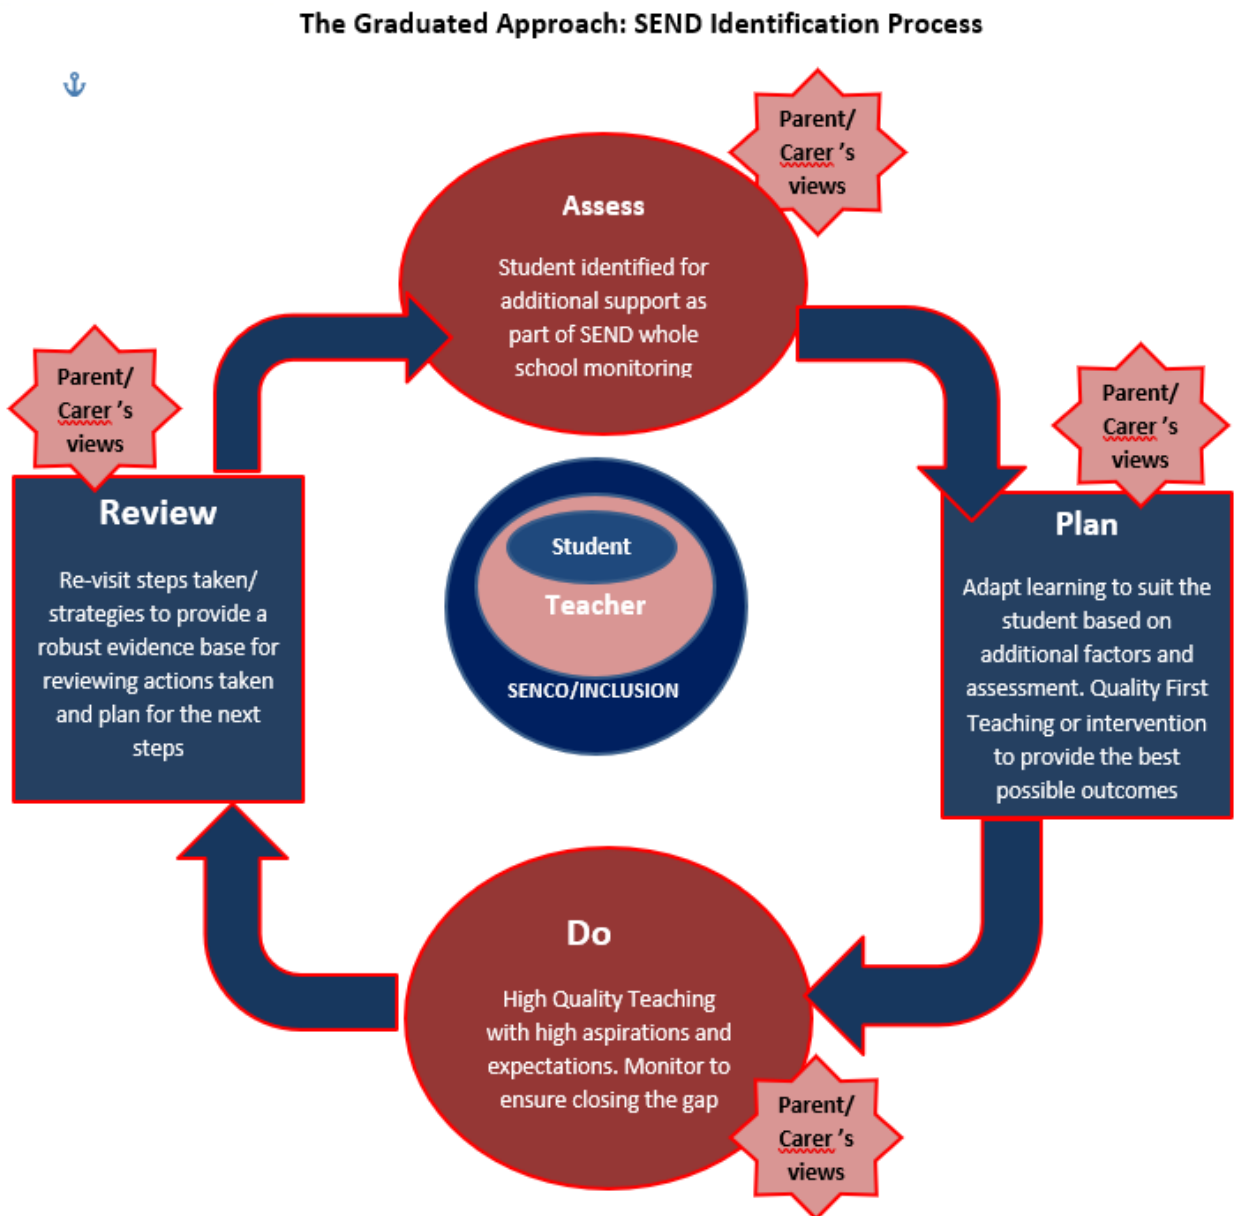 The Graduated Approach: SEND Identification Process
Parent/
Carer 's
views
Assess
Student identified for
additional support as
part of SEND whole
school monitoring
Parent/
Carer 's
views
Parent/
Carer 's
views
Review
Re-visit steps taken/
strategies to provide a
robust evidence base for
reviewing actions taken
and plan for the next
steps
Student
Teacher
SENCO/INCLUSION
Plan
Adapt learning to suit the
student based on
additional factors and
assessment. Quality First
Teaching or intervention
to provide the best
possible outcomes
Do
High Quality Teaching
with high aspirations and
expectations. Monitor to
ensure closing the gap
Parent/
Carer 's
views